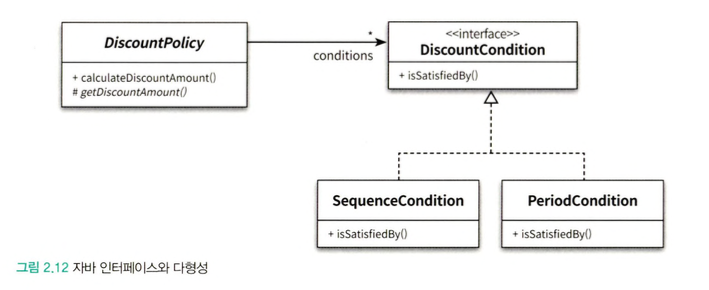 DiscountPolicy
+ calculateDiscountAmount()
# getDiscountAmount()
*
conditions
<<interface>>
DiscountCondition
+ isSatisfiedBy()
SequenceCondition
+ isSatisfiedBy()
PeriodCondition
+ isSatisfiedBy()
그림 2.12 자바 인터페이스와 다형성